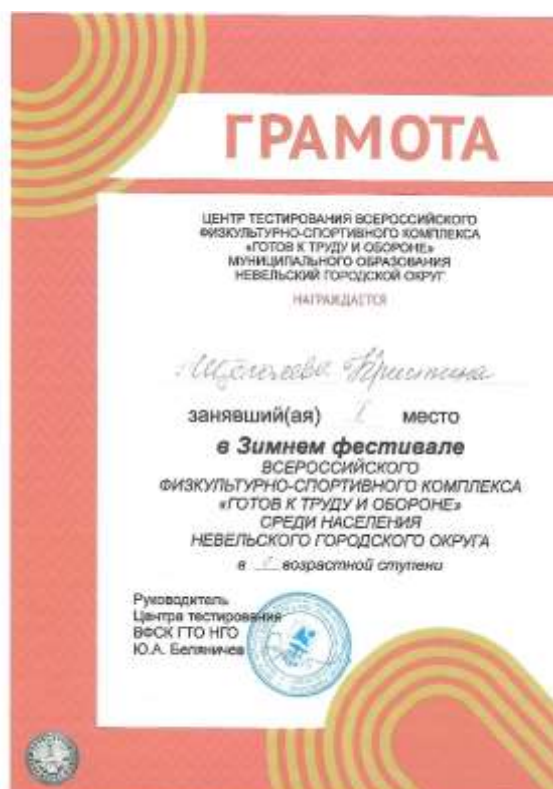 ГРАМОТА
ЦЕНТР ТЕСТИРОВАНИЯ ВСЕРОССИЙСКОГО
ФИЗКУЛЬТУРНО-СПОРТИВНОГО КОМПЛЕКСА
«ГОТОВ К ТРУДУ И ОБОРОНЕ»
МУНИЦИПАЛЬНОГО ОБРАЗОВАНИЯ
НЕВЕЛЬСКИЙ ГОРОДСКОЙ ОКРУГ
НАГРАЖДАЕТСЯ
Кристина
занявший(ая) место
в Зимнем фестивале
ВСЕРОССИЙСКОГО
ФИЗКУЛЬТУРНО-СПОРТИВНОГО КОМПЛЕКСА
«ГОТОВ К ТРУДУ И ОБОРОНЕ»
СРЕДИ НАСЕЛЕНИЯ
НЕВЕЛЬСКОГО ГОРОДСКОГО ОКРУГА
в возрастной ступени
Руководитель
Центра тестирования
ВФСК ГТО НГО
Ю.А. Беляничев